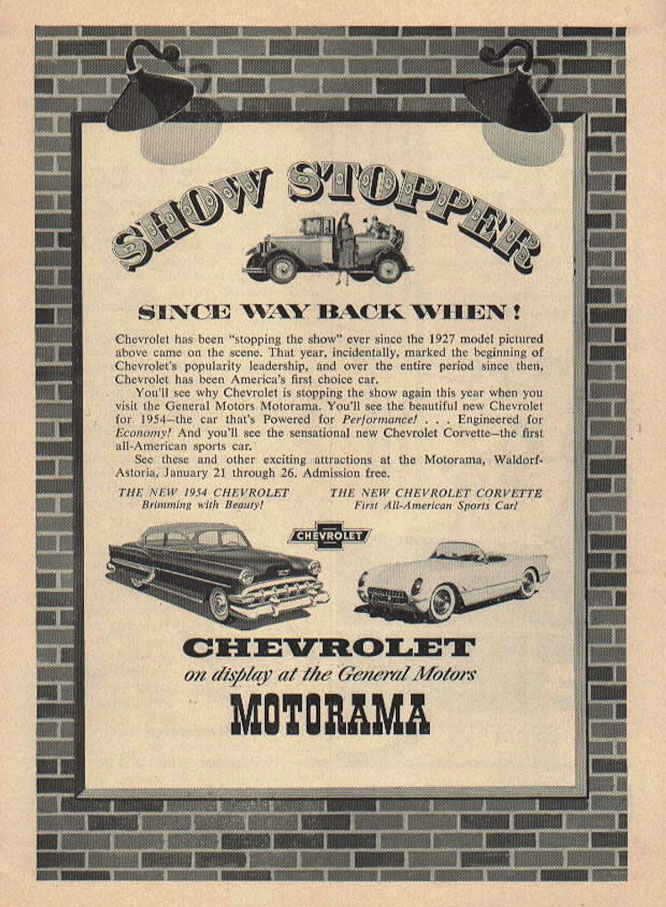 SHOW STOPPER
SINCE WAY BACK WHEN!
Chevrolet has been "stopping the show" ever since the 1927 model pictured
above came on the scene. That year, incidentally, marked the beginning of
Chevrolet's popularity leadership, and over the entire period since then,
Chevrolet has been America's first choice car.
You'll see why Chevrolet is stopping the show again this year when you
visit the General Motors Motorama. You'll see the beautiful new Chevrolet
for 1954—the car that's Powered for Performance! . . . Engineered for
Economy! And you'll see the sensational new Chevrolet Corvette—the first
all-American sports car.
See these and other exciting attractions at the Motorama, Waldorf-
Astoria, January 21 through 26. Admission free.
THE NEW 1954 CHEVROLET
Brimming with Beauty!
THE NEW CHEVROLET CORVETTE
First All-American Sports Car!
CHEVROLET
CHEVROLET
on display at the General Motors
MOTORAMA